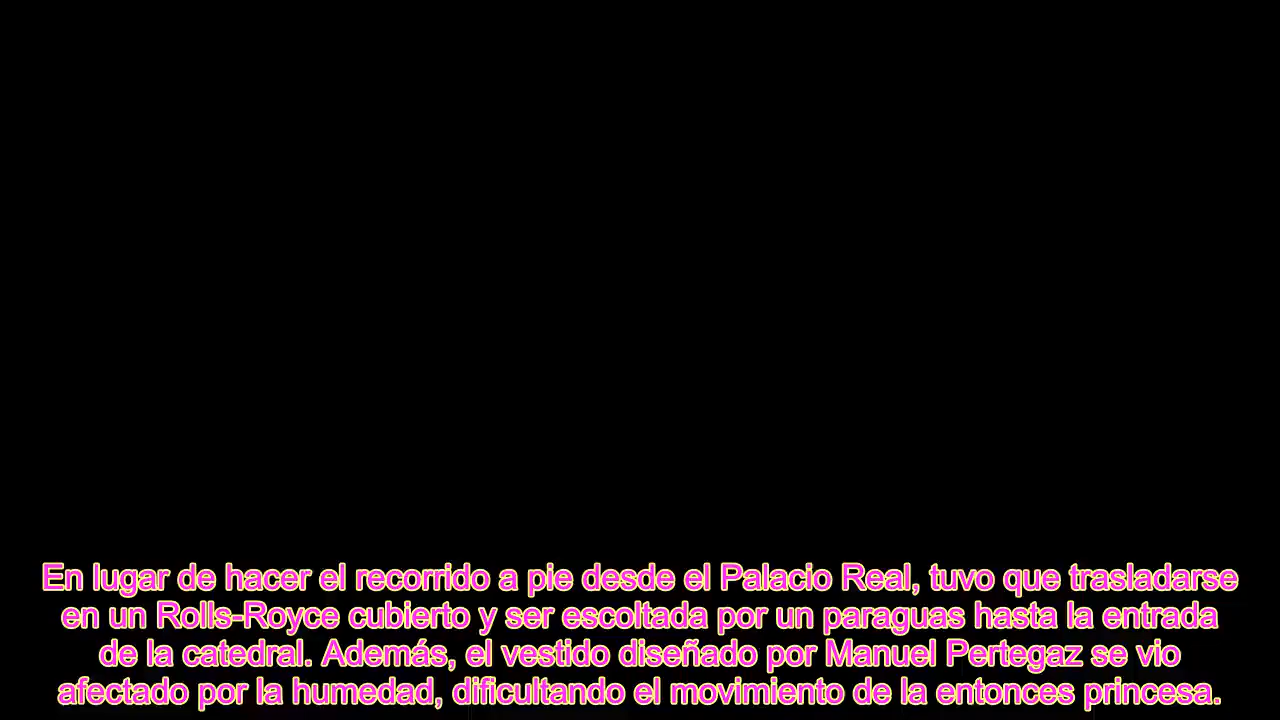 En lugar de hacer el recorrido a pie desde el Palacio Real, tuvo que trasladarse
en un Rolls-Royce cubierto y ser escoltada por un paraguas hasta la entrada
de la catedral. Además, el vestido diseñado por Manuel Pertegaz se vio
afectado por la humedad, dificultando el movimiento de la entonces princesa.